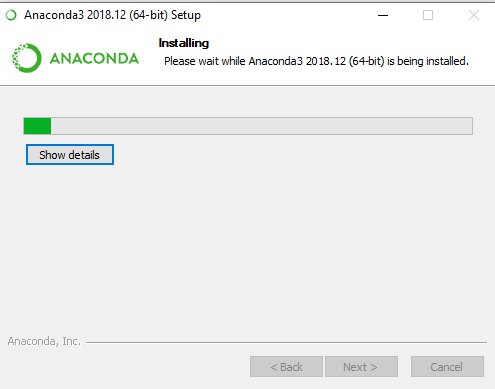 Anaconda3 2018.12 (64-bit) Setup
Installing
Please wait while Anaconda3 2018.12 (64-bit) is being installed.
ANACONDA
Show details
Anaconda, Inc.
< Back
Next >
Cancel